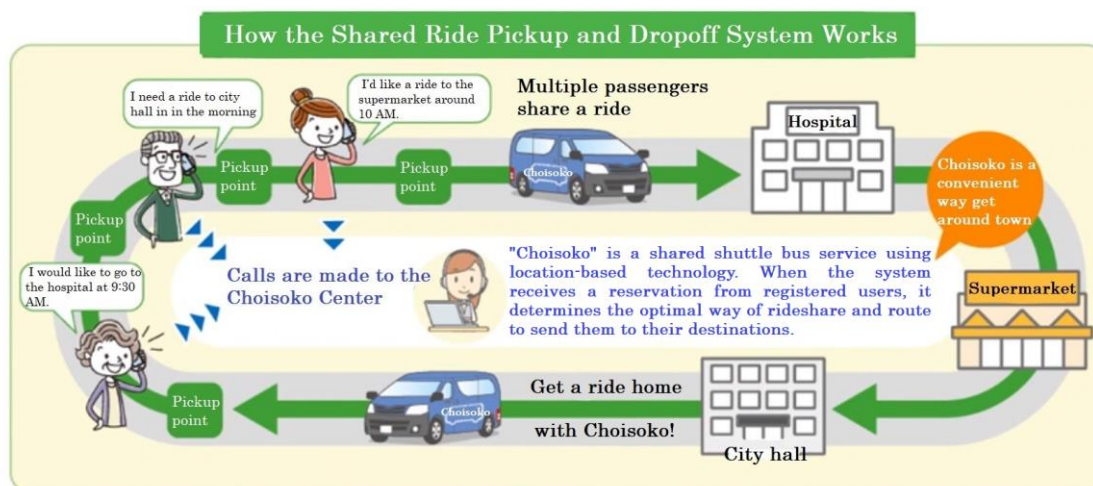 How the Shared Ride Pickup and Dropoff System Works
I need a ride to city
hall in in the morning
I'd like a ride to the
supermarket around
10 AM.
Multiple passengers
share a ride
Hospital
Pickup
point
Pickup
point
Choisoko
Choisoko is a
convenient
way get
around town
Pickup
point
I would like to go to
the hospital at 9:30
AM.
Calls are made to the
Choisoko Center
"Choisoko" is a shared shuttle bus service using
location-based technology. When the system
receives a reservation from registered users, it
determines the optimal way of rideshare and route
to send them to their destinations.
Supermarket
Pickup
point
Choisoko
Get a ride home
with Choisoko!
City hall